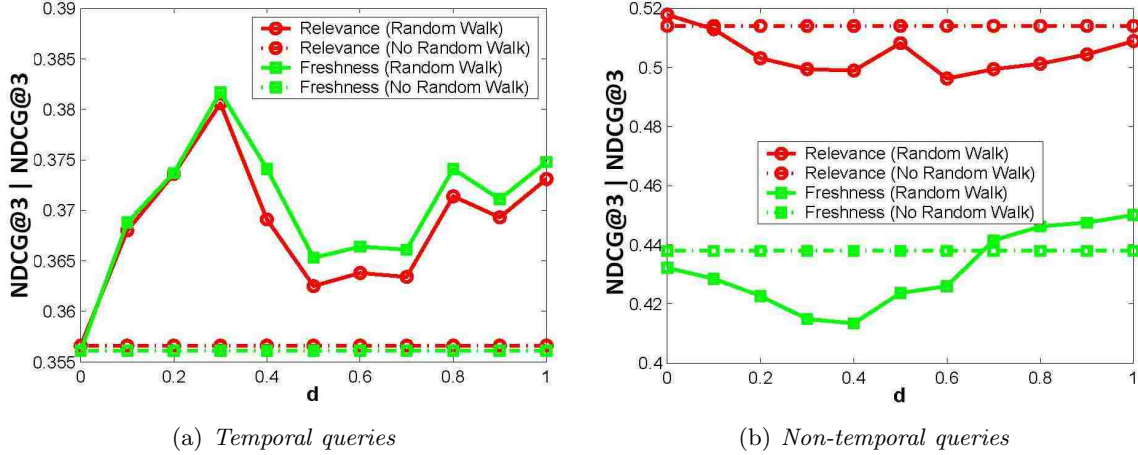 0.39
0.385
0.38
0.375
0.37
0.365
0.36
0.355
NDCG@3 | NDCG@3
Relevance (Random Walk)
Relevance (No Random Walk)
Freshness (Random Walk)
Freshness (No Random Walk)
0
0.2
0.4
0.6
0.8
1
d
(a) Temporal queries
0.52
0.5
0.48
0.46
0.44
0.42
0.4
NDCG@3 | NDCG@3
Relevance (Random Walk)
Relevance (No Random Walk)
Freshness (Random Walk)
Freshness (No Random Walk)
0
0.2
0.4
0.6
0.8
1
d
(b) Non-temporal queries